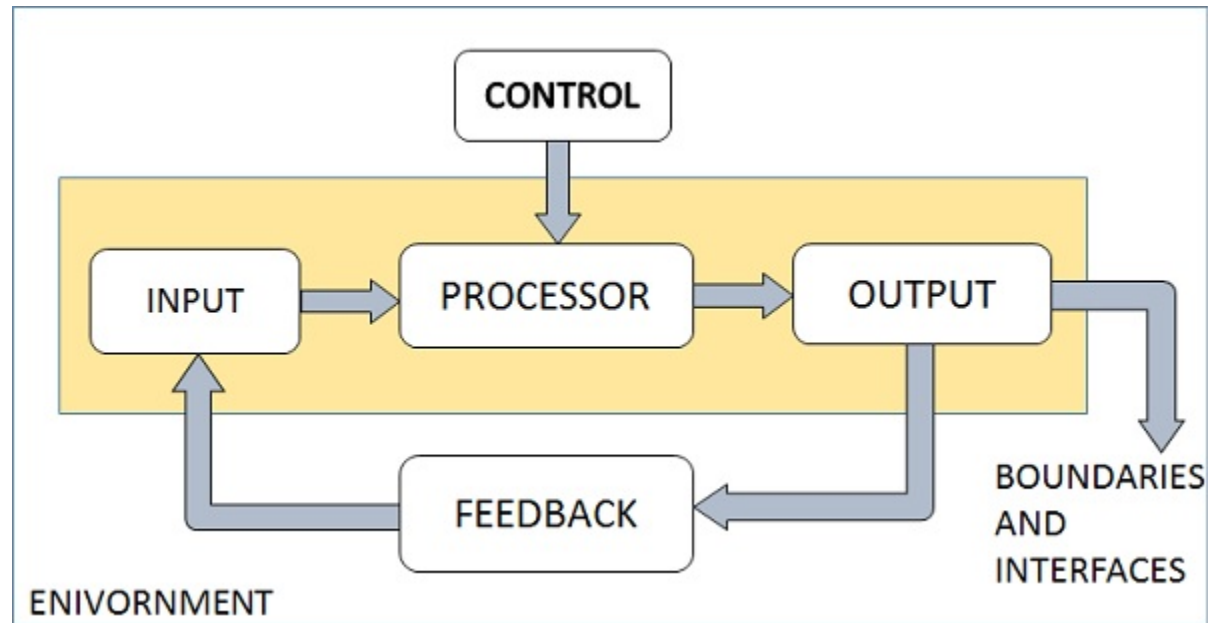 CONTROL
INPUT
PROCESSOR
OUTPUT
FEEDBACK
BOUNDARIES
AND
INTERFACES
ENIVORNMENT